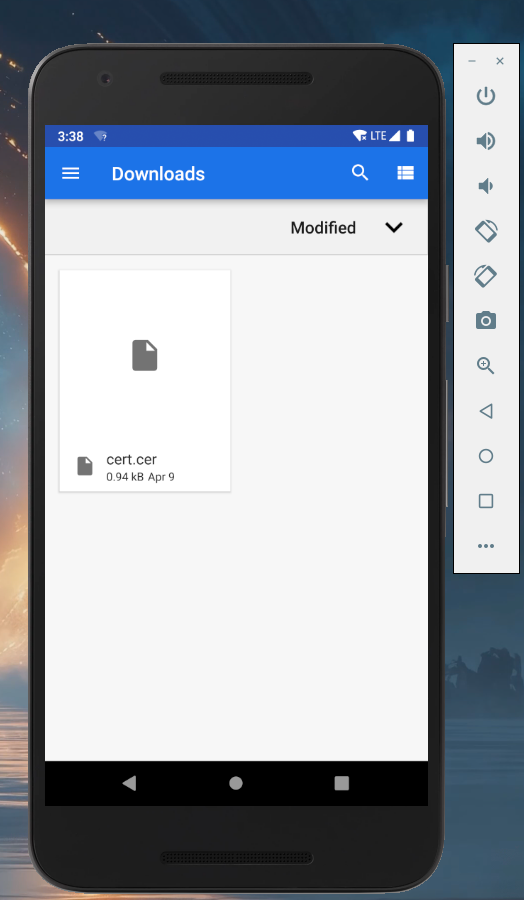 3:38 LTE
Downloads
Modified
cert.cer
0.94 kB Apr 9